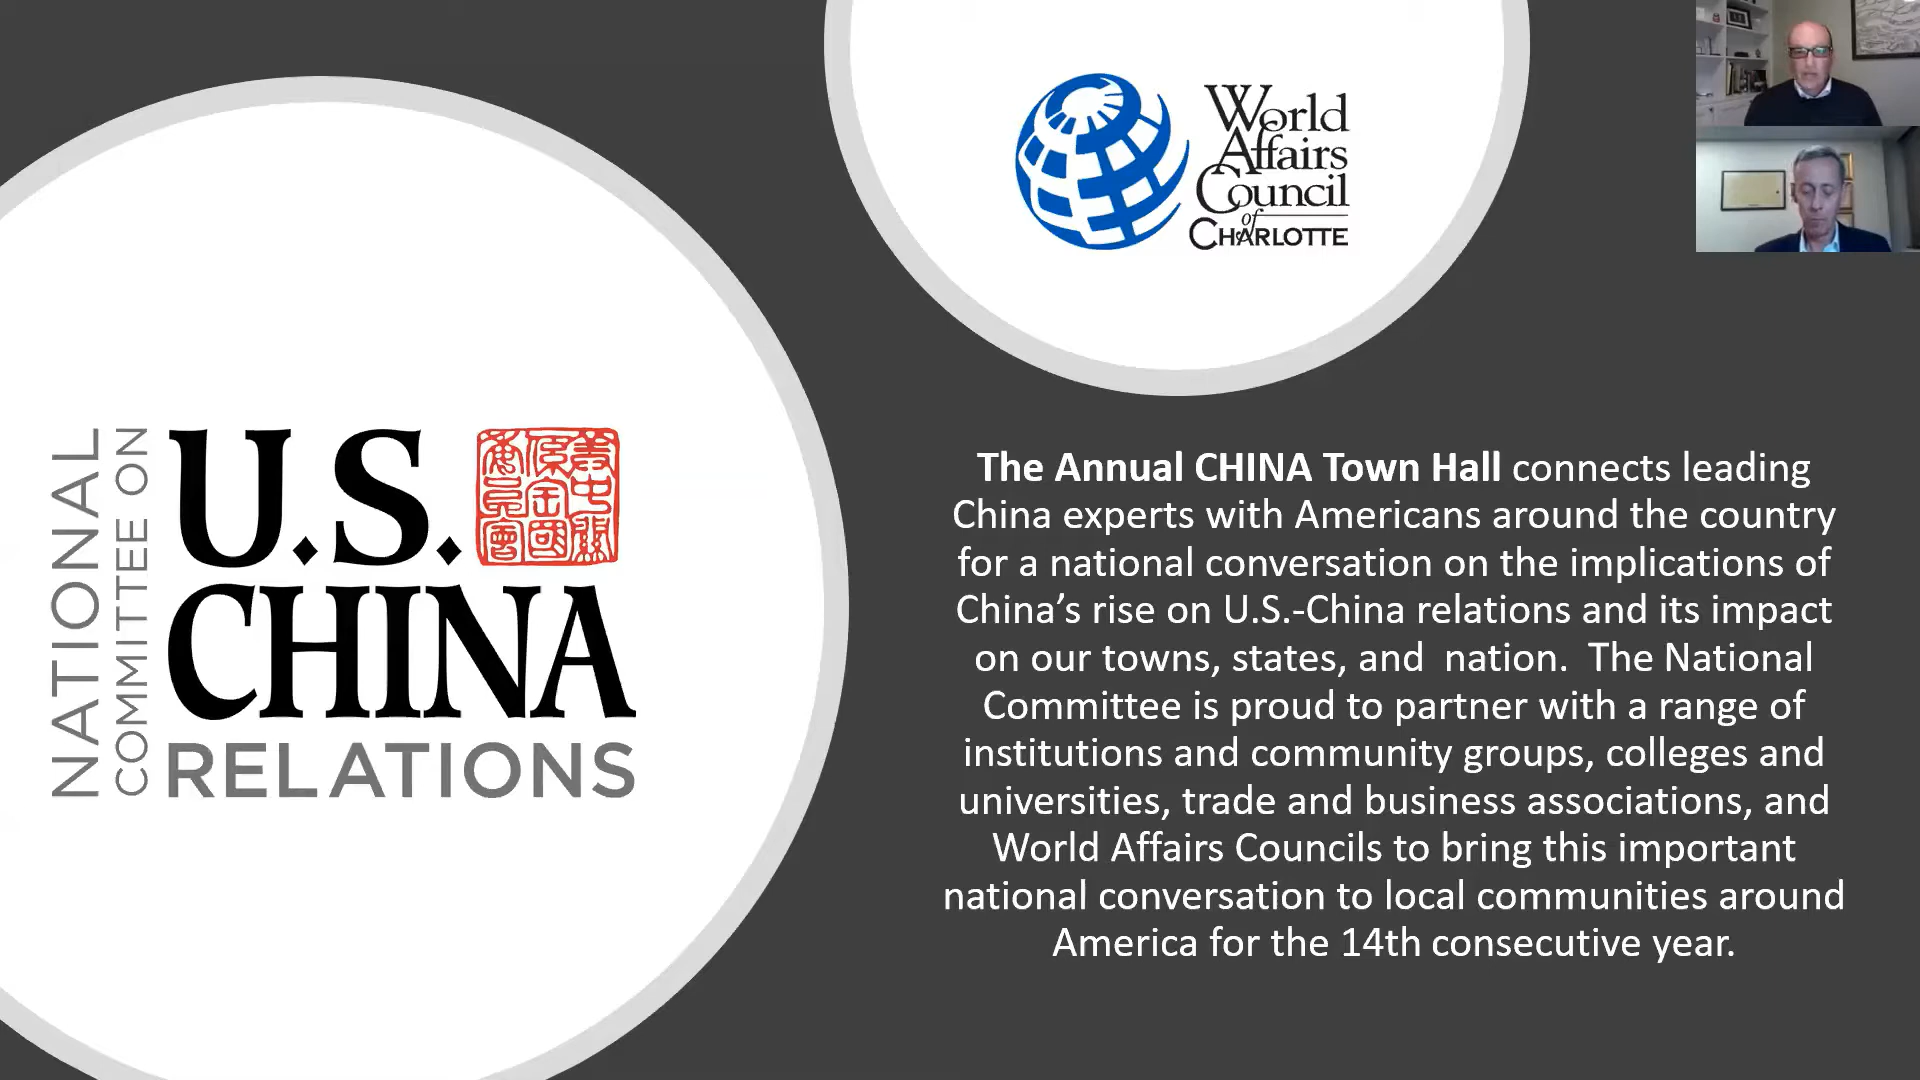 World
Affairs
Council
of
CHARLOTTE
NATIONAL
COMMITTEE ON
U.S.
CHINA
RELATIONS
The Annual CHINA Town Hall connects leading
China experts with Americans around the country
for a national conversation on the implications of
China’s rise on U.S.-China relations and its impact
on our towns, states, and  nation.  The National
Committee is proud to partner with a range of
institutions and community groups, colleges and
universities, trade and business associations, and
World Affairs Councils to bring this important
national conversation to local communities around
America for the 14th consecutive year.